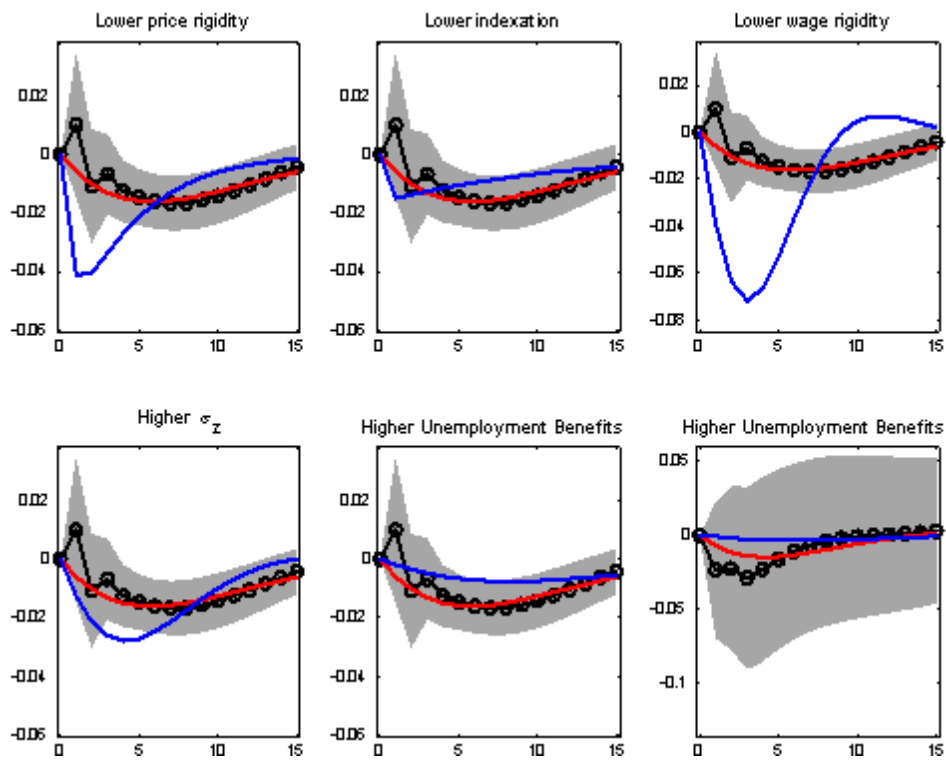 Lower price rigidity
Lower indexation
Lower wage rigidity
0.02
0
-0.02
-0.04
-0.06
0 5 10 15
0.02
0
-0.02
-0.04
-0.06
0 5 10 15
0.02
0
-0.02
-0.04
-0.06
-0.08
0 5 10 15
Higher σz
Higher Unemployment Benefits
Higher Unemployment Benefits
0.02
0
-0.02
-0.04
-0.06
0 5 10 15
0.02
0
-0.02
-0.04
-0.06
0 5 10 15
0.05
0
-0.05
-0.1
0 5 10 15